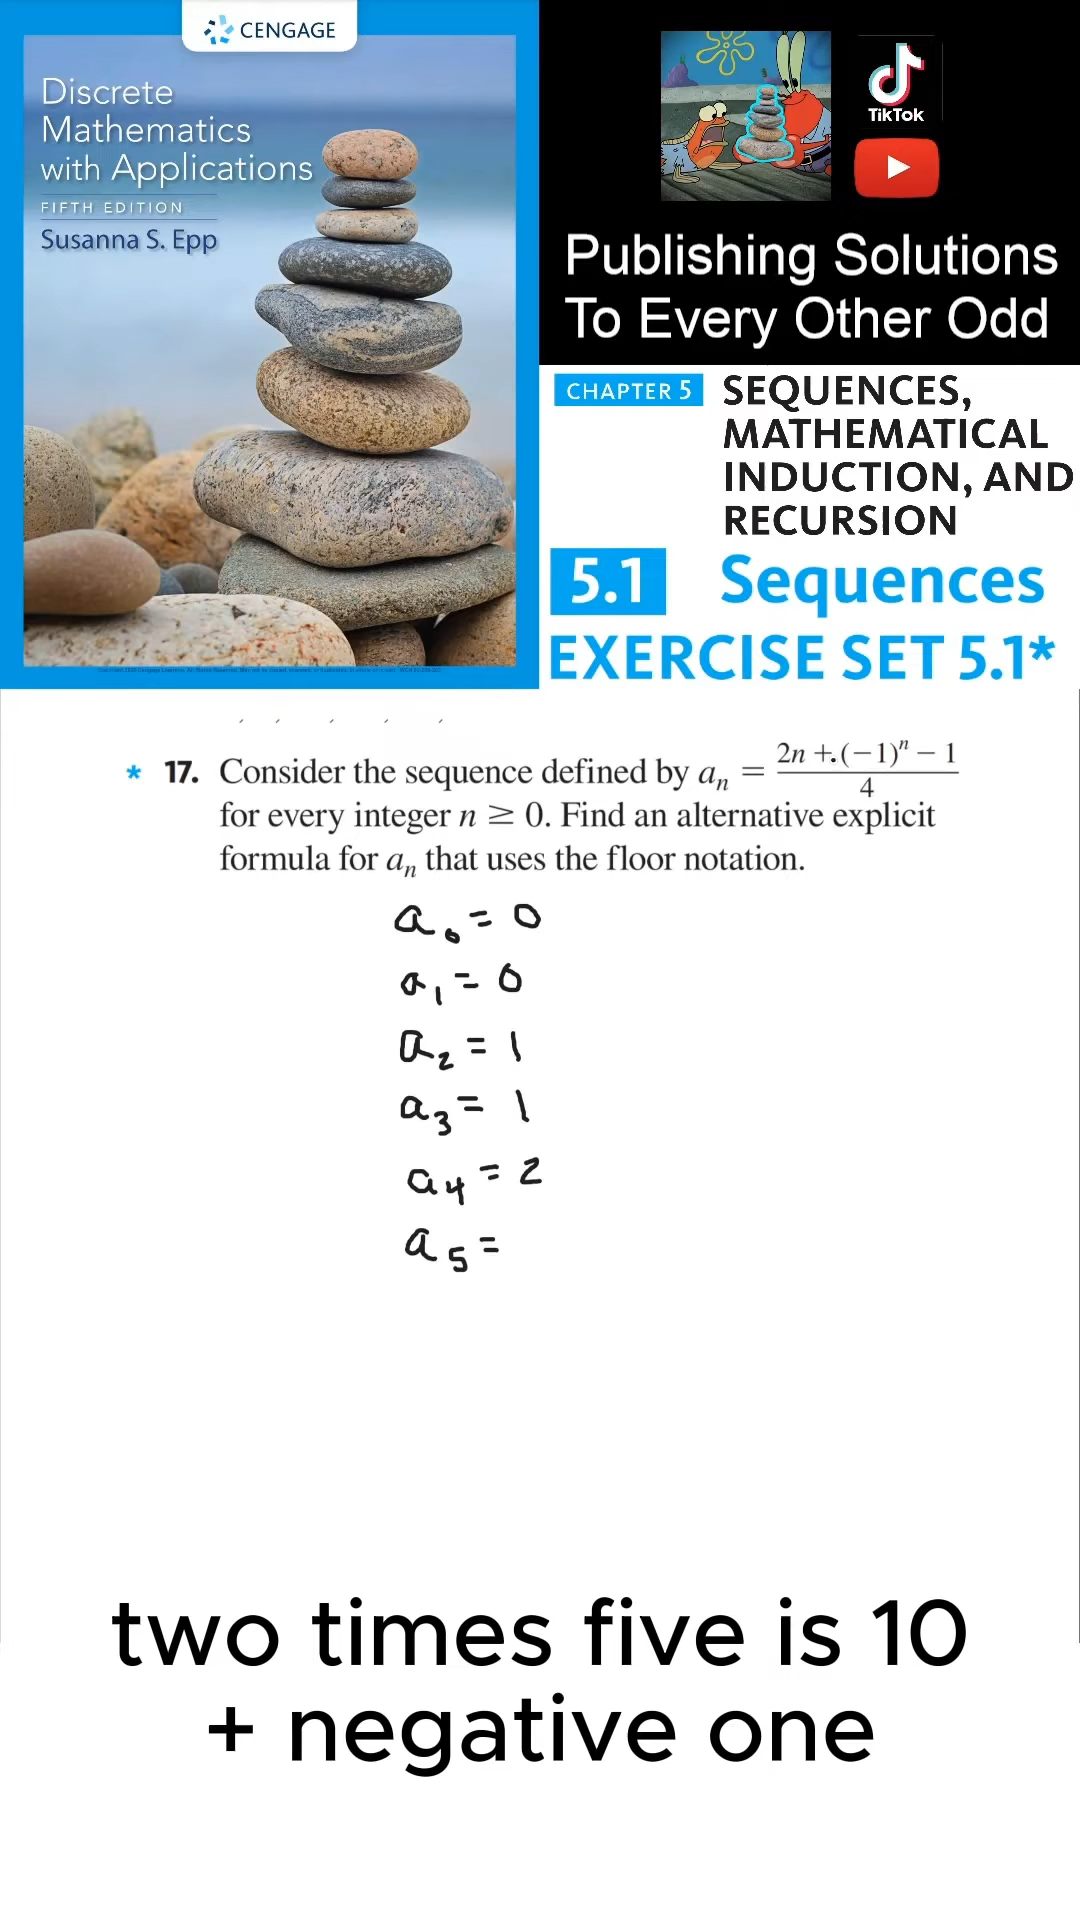 CENGAGE
Discrete
Mathematics
with Applications
FIFTH EDITION
Susanna S. Epp
TikTok
Publishing Solutions
To Every Other Odd
CHAPTER 5 SEQUENCES,
MATHEMATICAL
INDUCTION, AND
RECURSION
5.1 Sequences
EXERCISE SET 5.1*
* 17. Consider the sequence defined by aₙ = (2n + (−1)ⁿ − 1)/4
for every integer n ≥ 0. Find an alternative explicit
formula for aₙ that uses the floor notation.
a₀ = 0
a₁ = 0
a₂ = 1
a₃ = 1
a₄ = 2
a₅ =
two times five is 10
+ negative one